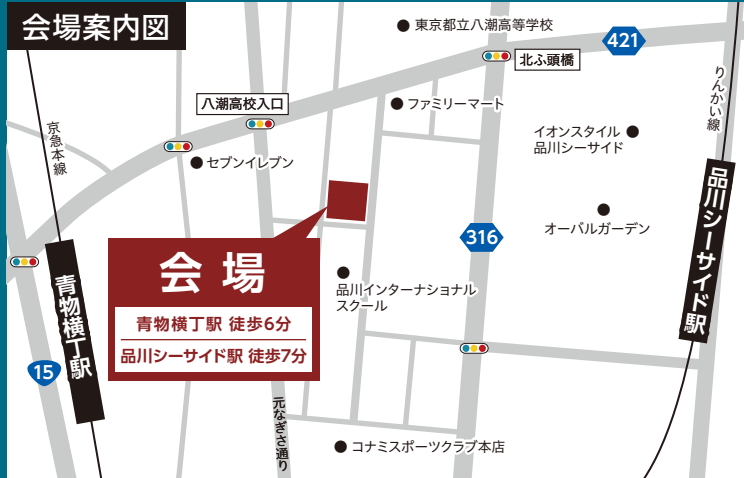 会場案内図
東京都立八潮高等学校
421
北ふ頭橋
りんかい線
八潮高校入口
ファミリーマート
京急本線
イオンスタイル
品川シーサイド
セブンイレブン
品川シーサイド駅
オーバルガーデン
316
会場
青物横丁駅 徒歩6分
品川シーサイド駅 徒歩7分
青物横丁駅
品川インターナショナル
スクール
15
元なぎさ通り
コナミスポーツクラブ本店